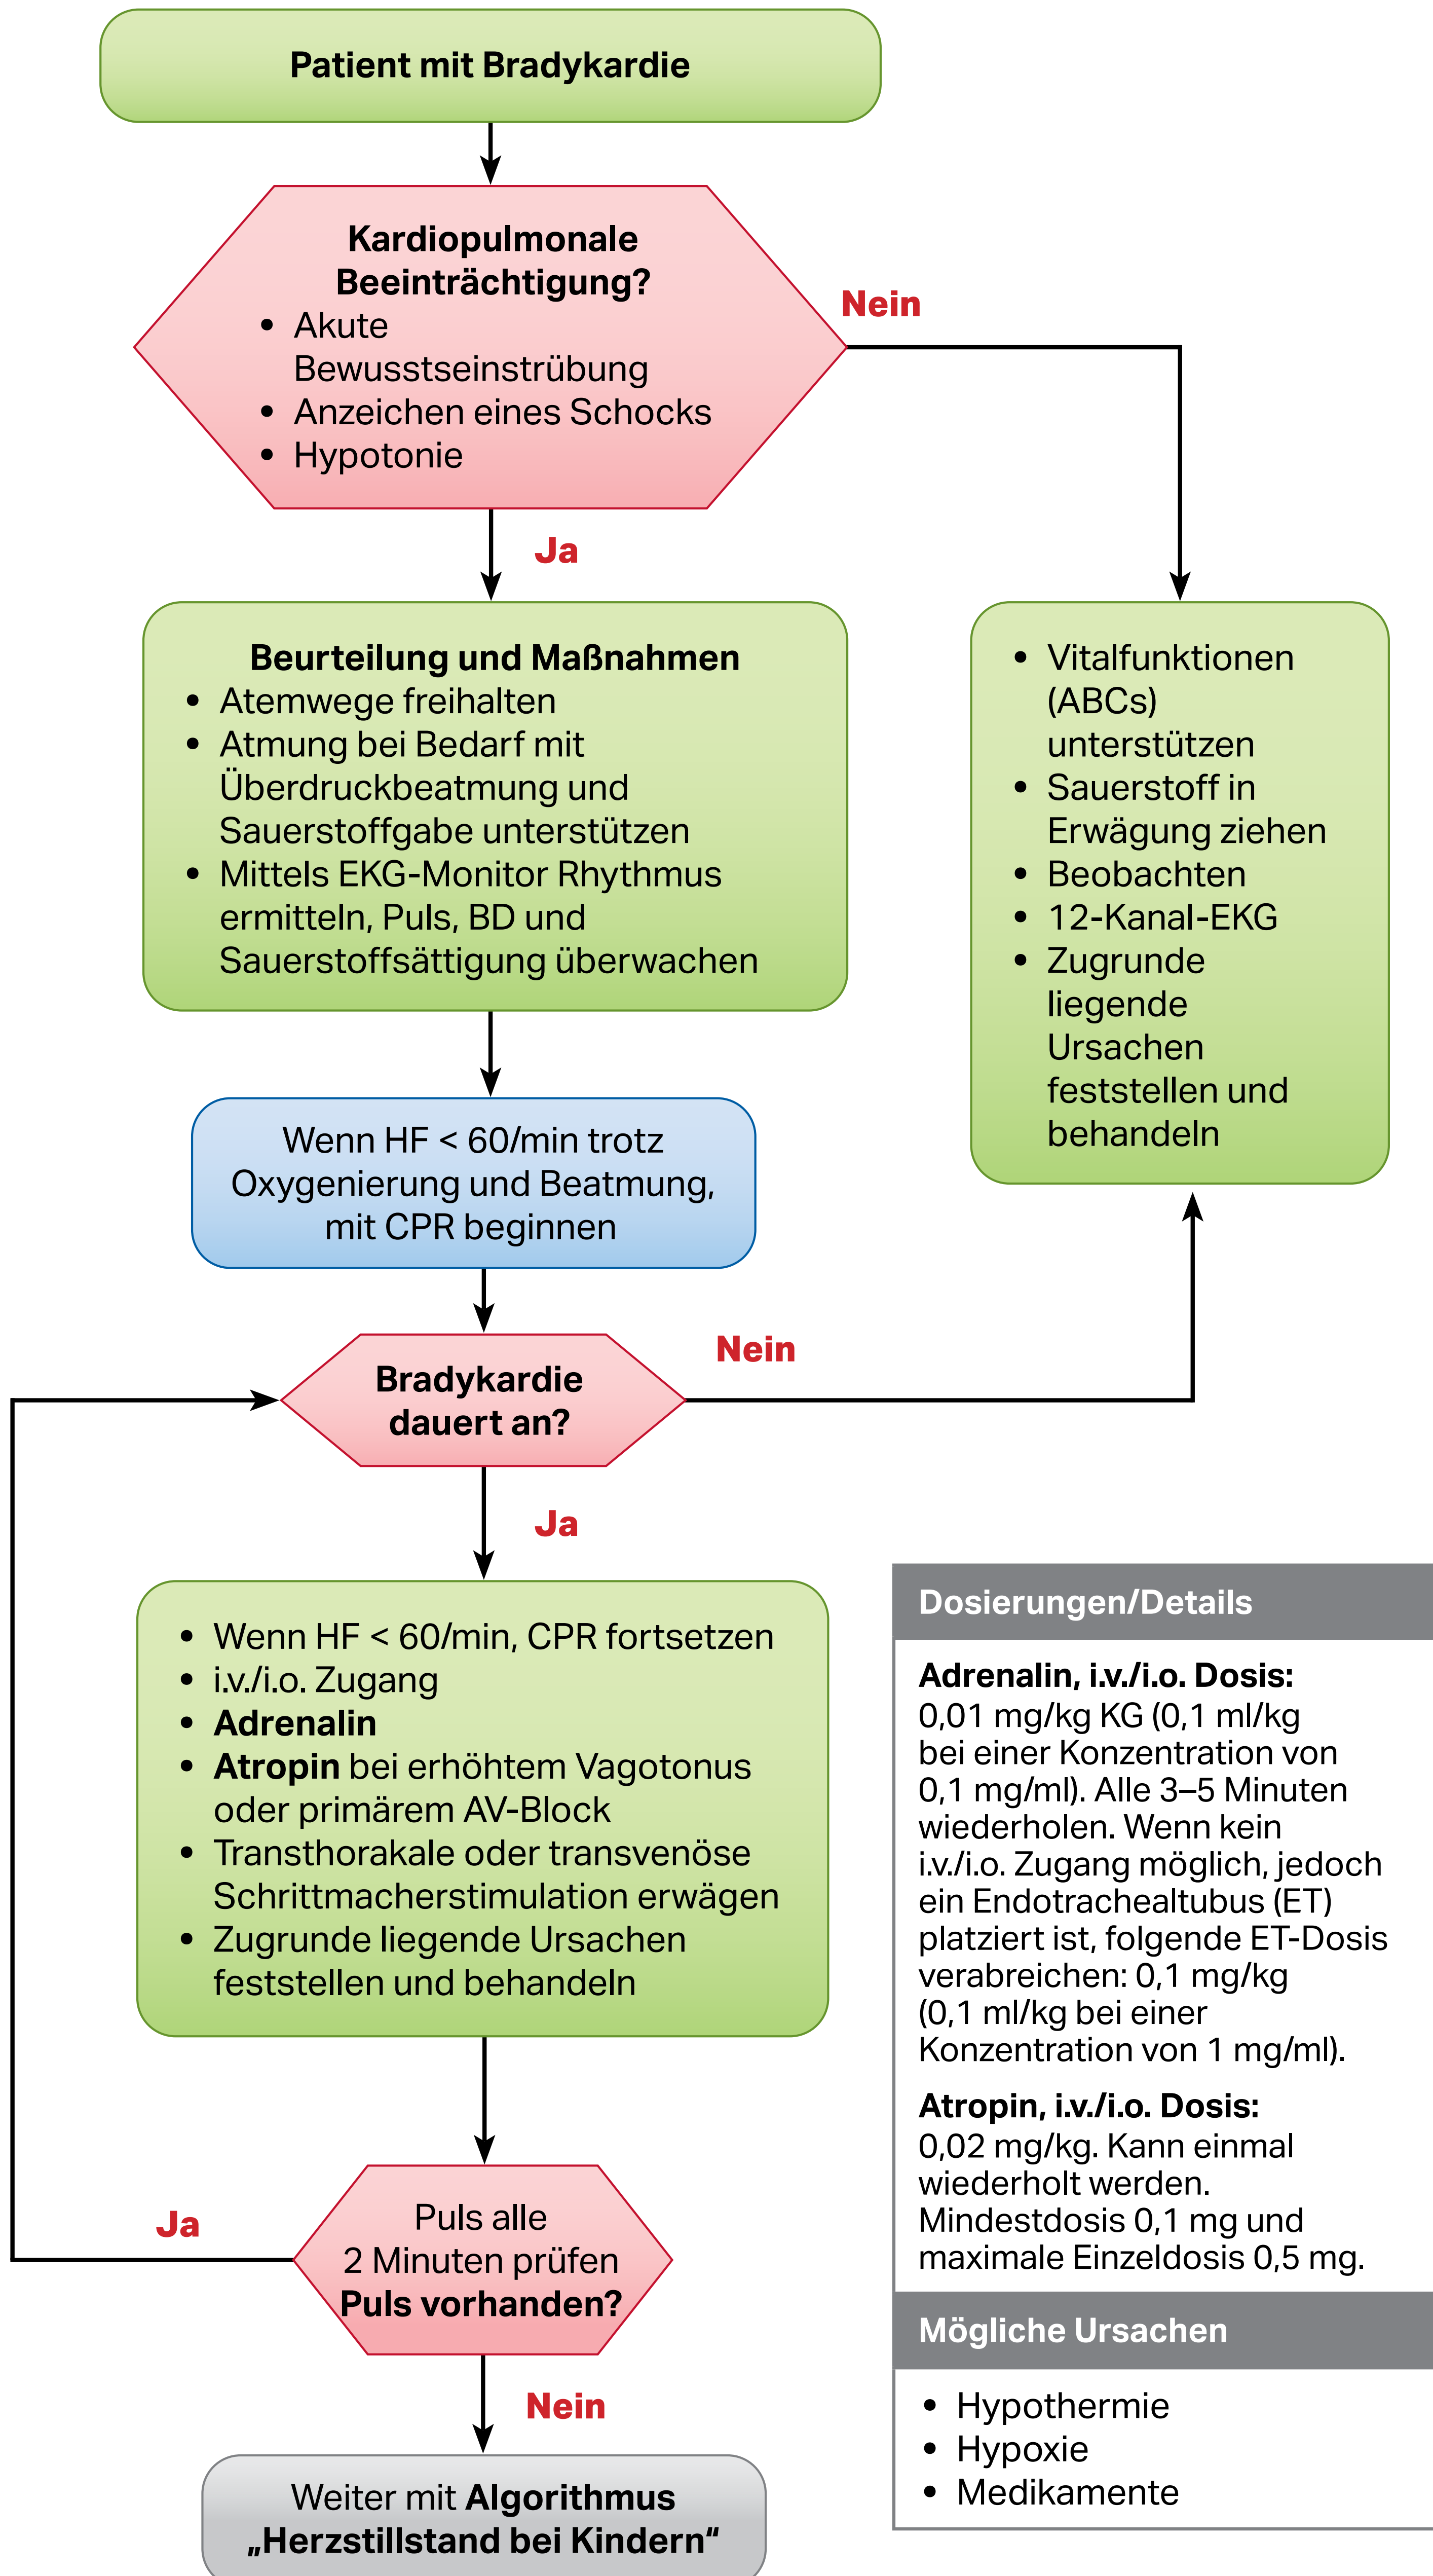 Patient mit Bradykardie
Kardiopulmonale
Beeinträchtigung?
• Akute
Bewusstseinstrübung
• Anzeichen eines Schocks
• Hypotonie
Nein
Ja
Beurteilung und Maßnahmen
• Atemwege freihalten
• Atmung bei Bedarf mit
Überdruckbeatmung und
Sauerstoffgabe unterstützen
• Mittels EKG-Monitor Rhythmus
ermitteln, Puls, BD und
Sauerstoffsättigung überwachen
• Vitalfunktionen
(ABCs)
unterstützen
• Sauerstoff in
Erwägung ziehen
• Beobachten
• 12-Kanal-EKG
• Zugrunde
liegende
Ursachen
feststellen und
behandeln
Wenn HF < 60/min trotz
Oxygenierung und Beatmung,
mit CPR beginnen
Bradykardie
dauert an?
Nein
Ja
• Wenn HF < 60/min, CPR fortsetzen
• i.v./i.o. Zugang
• Adrenalin
• Atropin bei erhöhtem Vagotonus
oder primärem AV-Block
• Transthorakale oder transvenöse
Schrittmacherstimulation erwägen
• Zugrunde liegende Ursachen
feststellen und behandeln
Puls alle
2 Minuten prüfen
Puls vorhanden?
Ja
Nein
Weiter mit Algorithmus
„Herzstillstand bei Kindern“
Dosierungen/Details
Adrenalin, i.v./i.o. Dosis:
0,01 mg/kg KG (0,1 ml/kg
bei einer Konzentration von
0,1 mg/ml). Alle 3–5 Minuten
wiederholen. Wenn kein
i.v./i.o. Zugang möglich, jedoch
ein Endotrachealtubus (ET)
platziert ist, folgende ET-Dosis
verabreichen: 0,1 mg/kg
(0,1 ml/kg bei einer
Konzentration von 1 mg/ml).
Atropin, i.v./i.o. Dosis:
0,02 mg/kg. Kann einmal
wiederholt werden.
Mindestdosis 0,1 mg und
maximale Einzeldosis 0,5 mg.
Mögliche Ursachen
• Hypothermie
• Hypoxie
• Medikamente